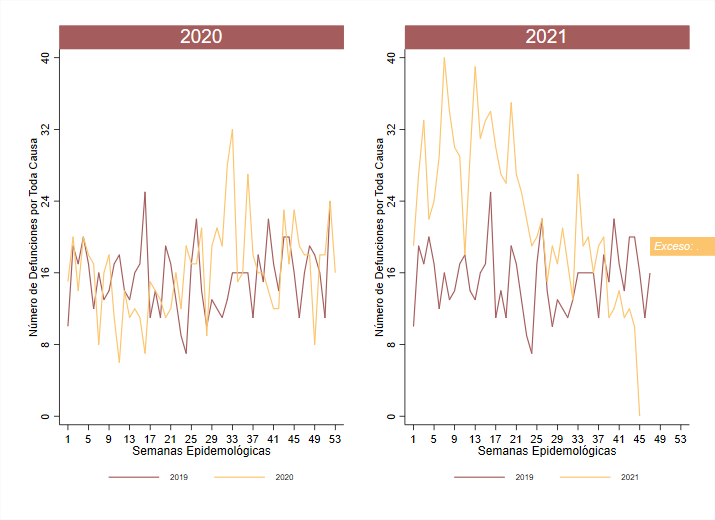 2020
2021
Número de Defunciones por Toda Causa
40
32
24
16
8
0
1 5 9 13 17 21 25 29 33 37 41 45 49 53
Semanas Epidemológicas
2019 2020
Número de Defunciones por Toda Causa
40
32
24
16
8
0
Exceso: .
1 5 9 13 17 21 25 29 33 37 41 45 49 53
Semanas Epidemológicas
2019 2021